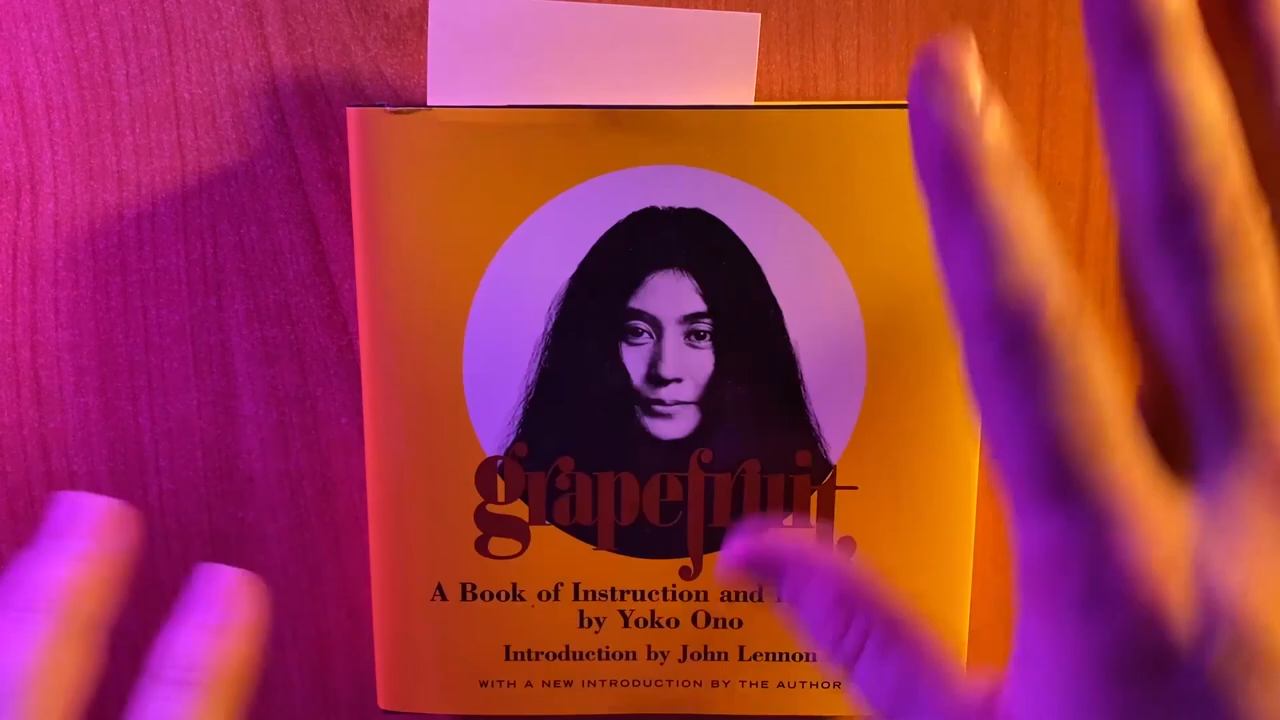 grapefruit.
A Book of Instruction and
by Yoko Ono
Introduction by John Lennon
WITH A NEW INTRODUCTION BY THE AUTHOR